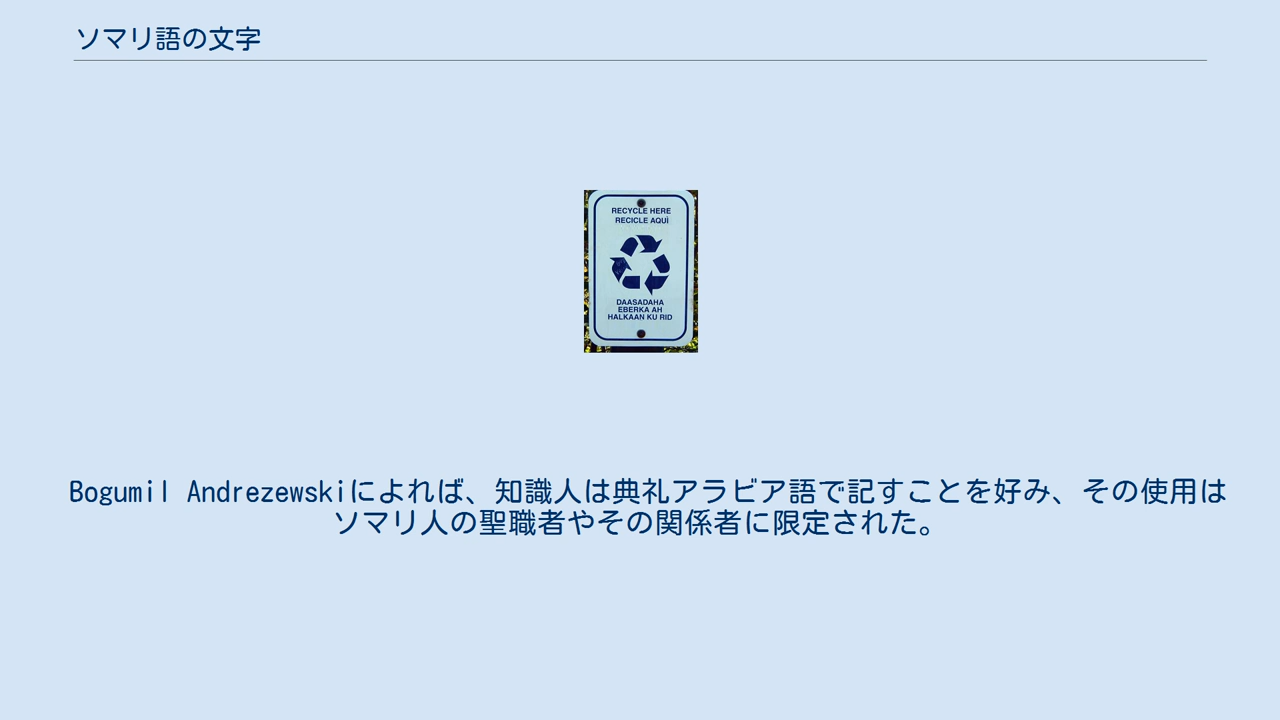 ソマリ語の文字
RECYCLE HERE
RECICLE AQUÌ
DAASADAHA
EBERKA AH
HALKAAN KU RID
Bogumil Andrezewskiによれば、知識人は典礼アラビア語で記すことを好み、その使用は
ソマリ人の聖職者やその関係者に限定された。